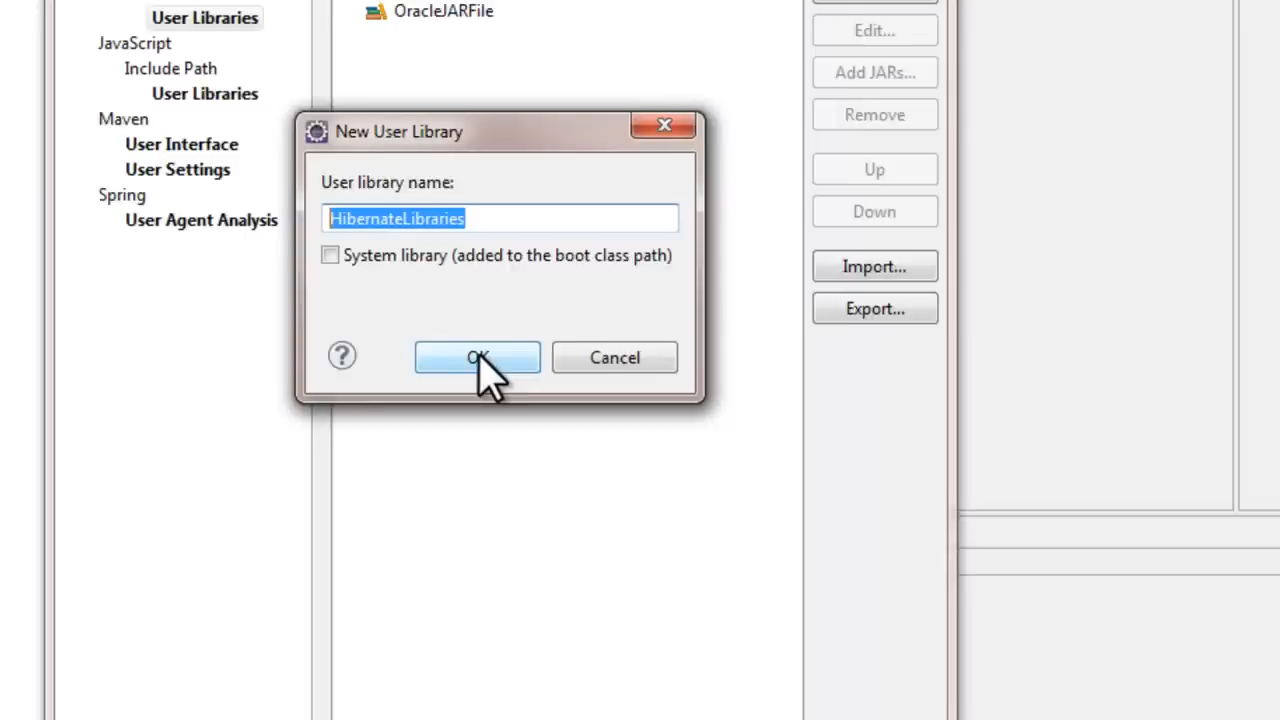 User Libraries
JavaScript
Include Path
User Libraries
Maven
User Interface
User Settings
Spring
User Agent Analysis
OracleJARFile
Edit...
Add JARs...
Remove
Up
Down
Import...
Export...
New User Library
User library name:
HibernateLibraries
System library (added to the boot class path)
?
OK
Cancel